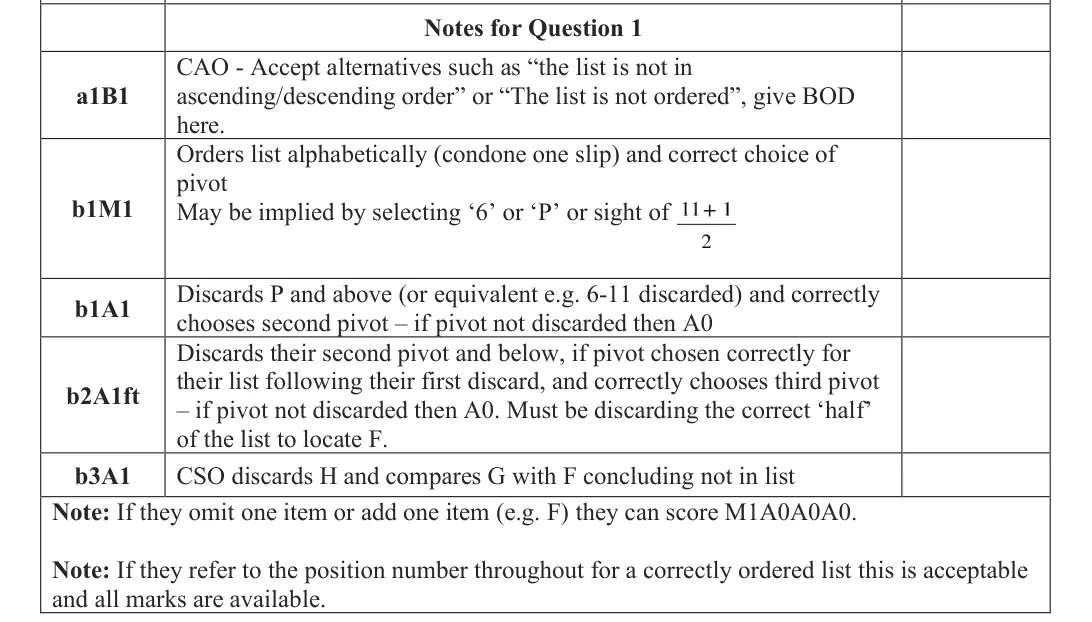 Notes for Question 1
a1B1
CAO - Accept alternatives such as “the list is not in
ascending/descending order” or “The list is not ordered”, give BOD
here.
b1M1
Orders list alphabetically (condone one slip) and correct choice of
pivot
May be implied by selecting ‘6’ or ‘P’ or sight of 11 + 1
2
b1A1
Discards P and above (or equivalent e.g. 6-11 discarded) and correctly
chooses second pivot – if pivot not discarded then A0
b2A1ft
Discards their second pivot and below, if pivot chosen correctly for
their list following their first discard, and correctly chooses third pivot
– if pivot not discarded then A0. Must be discarding the correct ‘half’
of the list to locate F.
b3A1
CSO discards H and compares G with F concluding not in list
Note: If they omit one item or add one item (e.g. F) they can score M1A0A0A0.
Note: If they refer to the position number throughout for a correctly ordered list this is acceptable
and all marks are available.